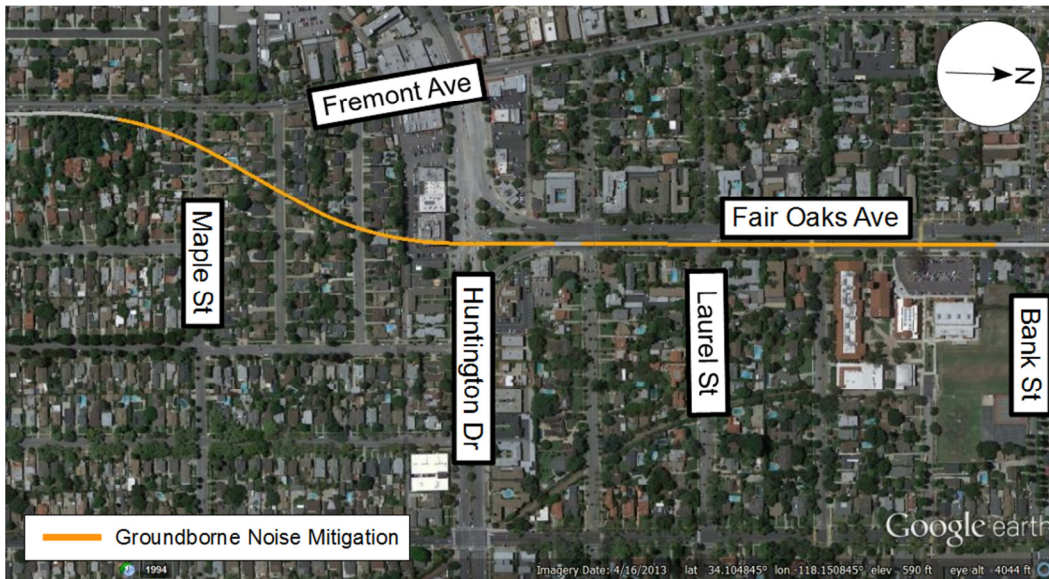 N
Fremont Ave
Fair Oaks Ave
Maple St
Huntington Dr
Laurel St
Bank St
Groundborne Noise Mitigation
Google earth
1994
Imagery Date: 4/16/2013 lat 34.104845° lon -118.150845° elev 590 ft eye alt 4044 ft